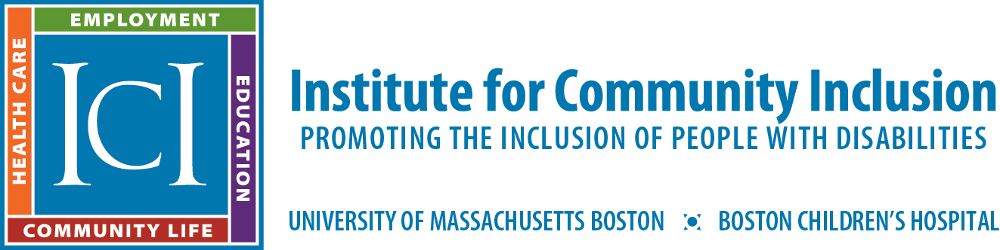 EMPLOYMENT
HEALTH CARE
ICI
EDUCATION
COMMUNITY LIFE
Institute for Community Inclusion
PROMOTING THE INCLUSION OF PEOPLE WITH DISABILITIES
UNIVERSITY OF MASSACHUSETTS BOSTON BOSTON CHILDREN'S HOSPITAL